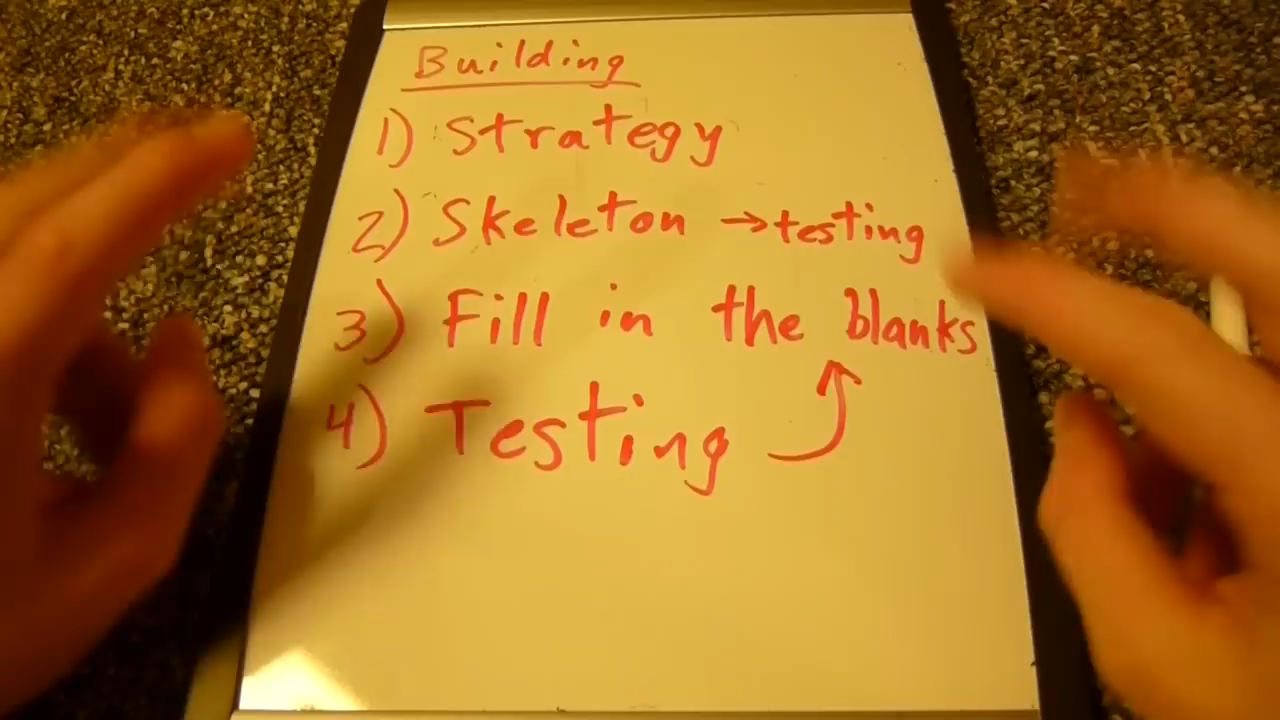 Building
1) Strategy
2) Skeleton → testing
3) Fill in the blanks
4) Testing